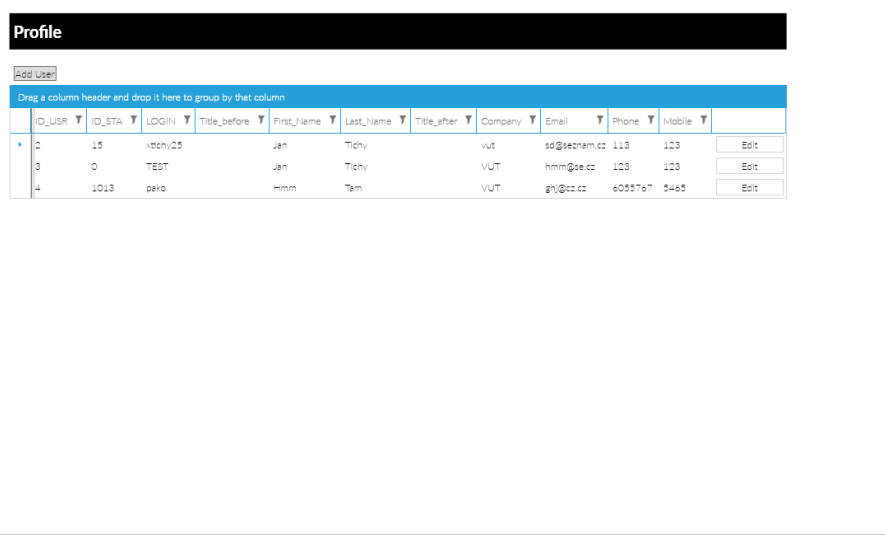 Profile
Add User
Drag a column header and drop it here to group by that column
ID_USR ID_STA LOGIN Title_before First_Name Last_Name Title_after Company Email Phone Mobile
2 15 xtichy25 Jan Tichy vut sd@seznam.cz 113 123 Edit
3 0 TEST Jan Tichy VUT hmm@se.cz 123 123 Edit
4 1013 pako Hmm Tam VUT ghj@cz.cz 6055767 5465 Edit